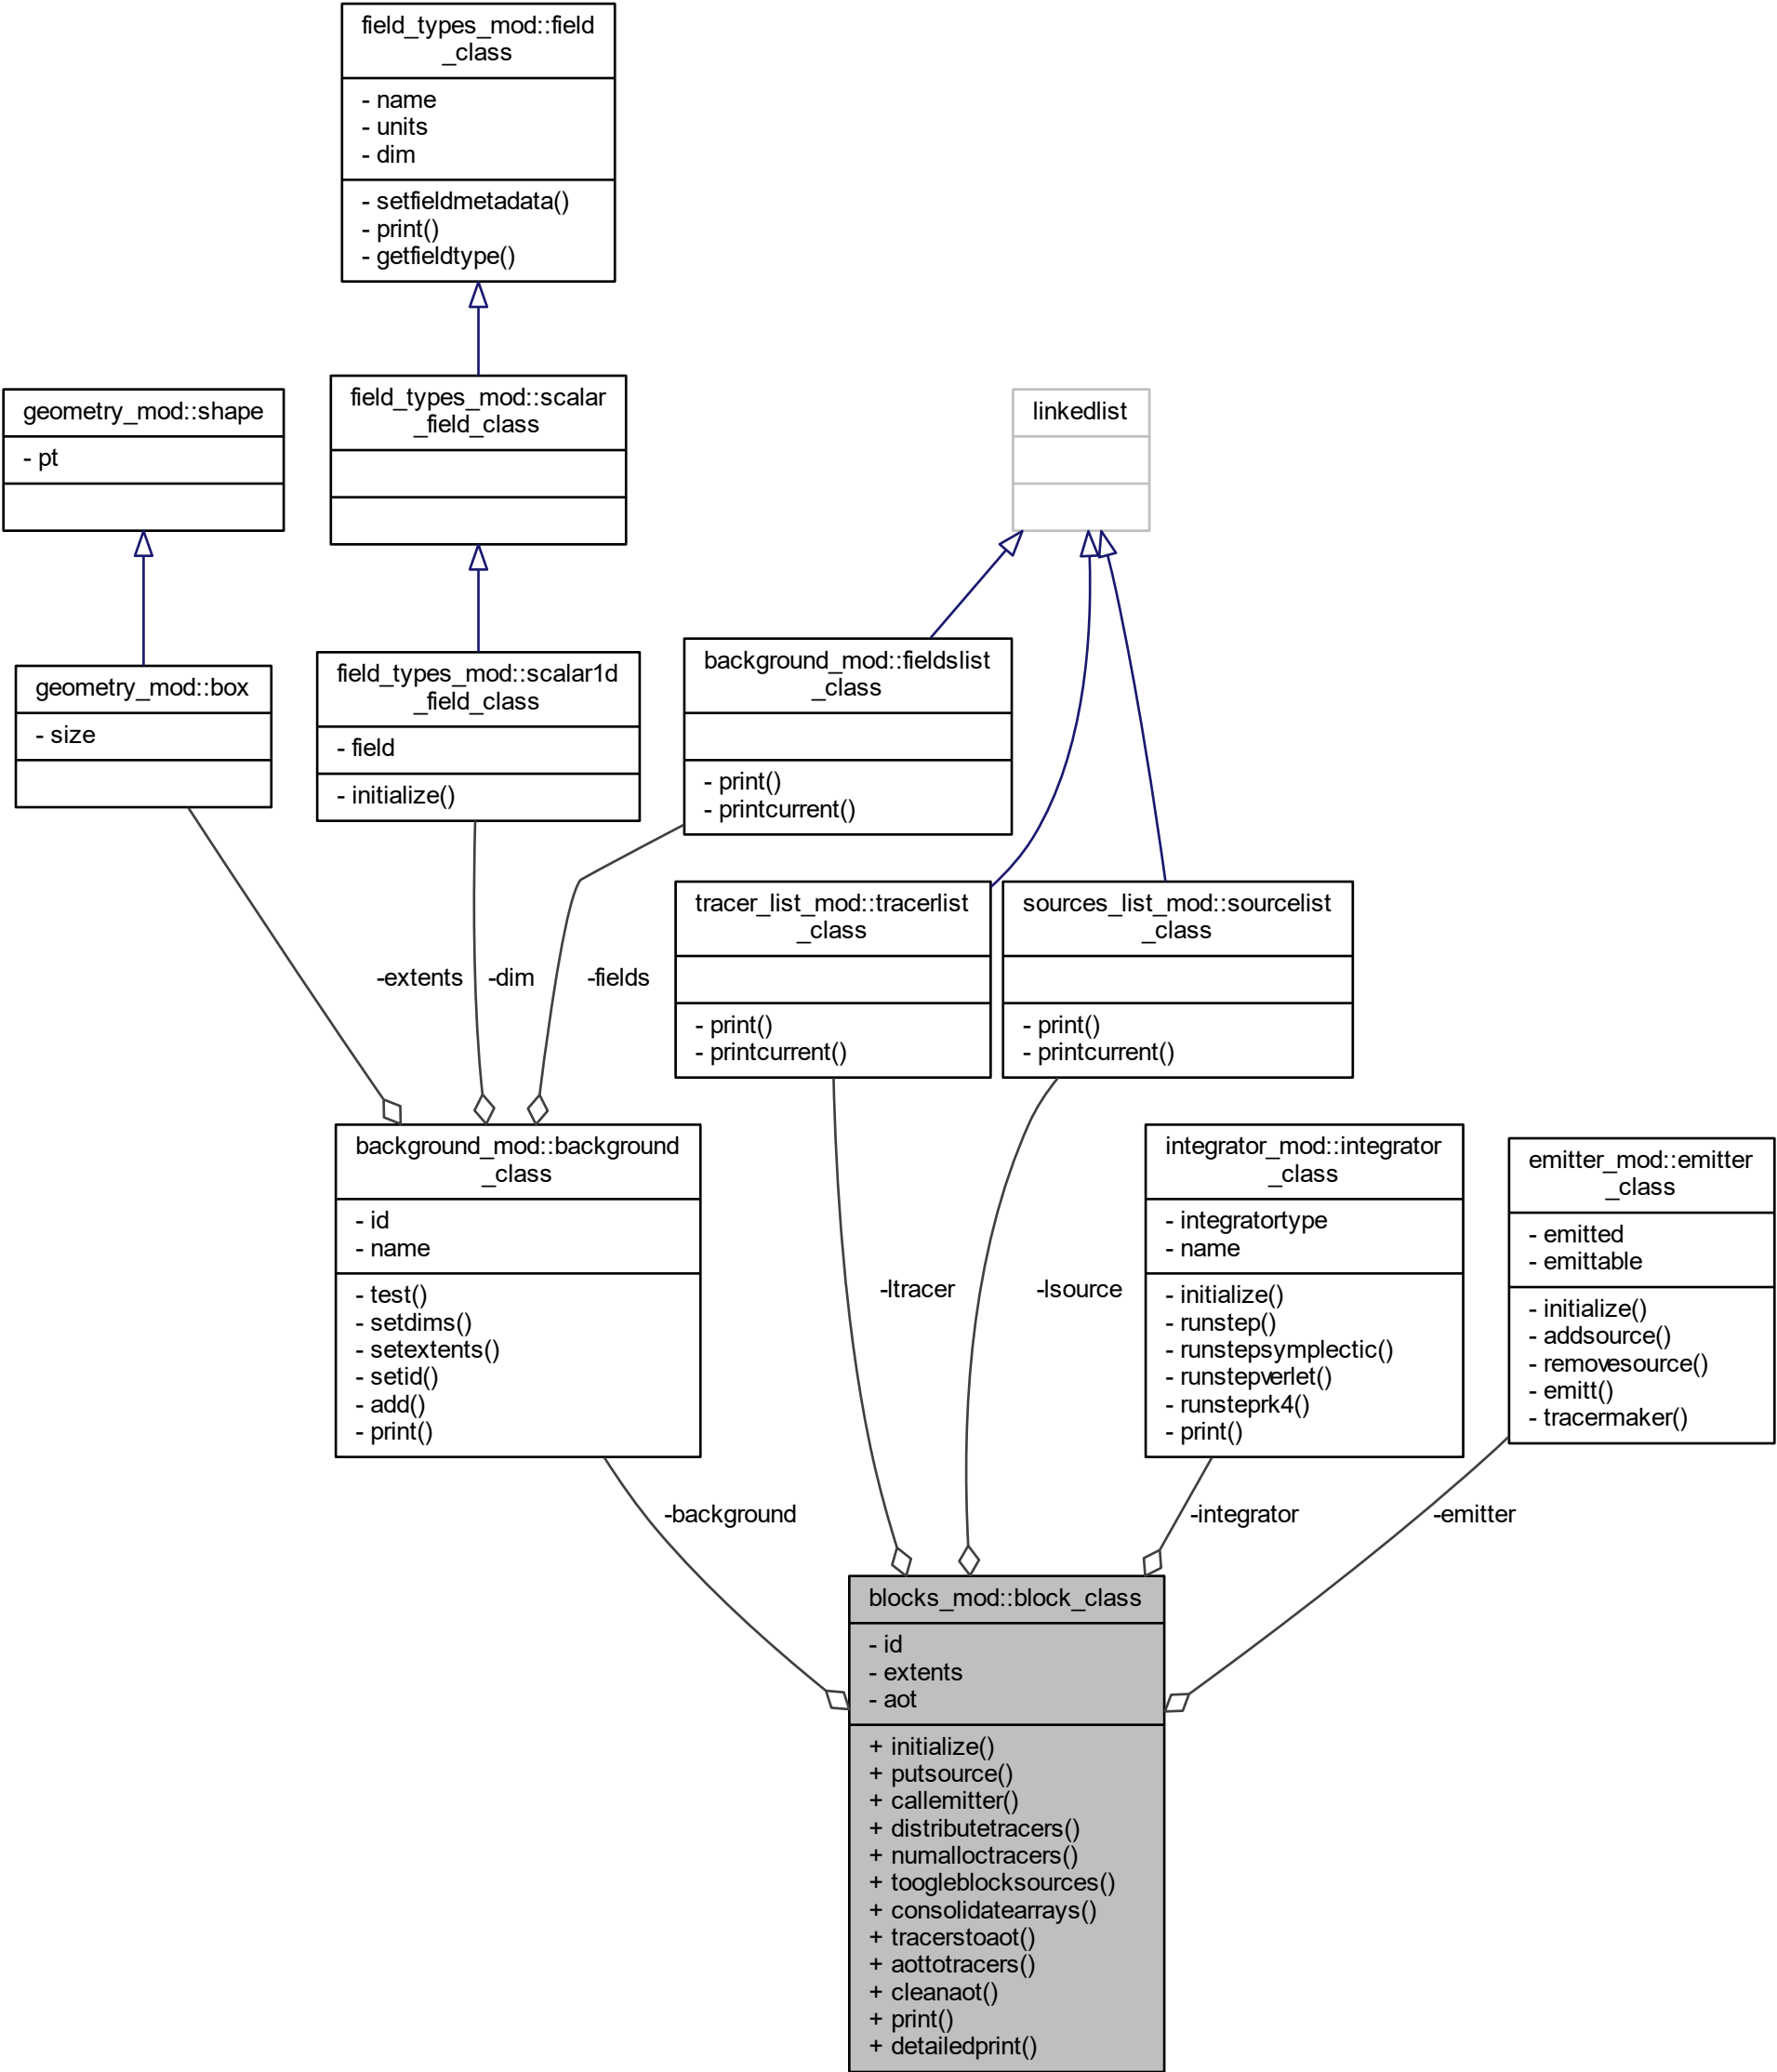 field_types_mod::field
_class
- name
- units
- dim
- setfieldmetadata()
- print()
- getfieldtype()
geometry_mod::shape
- pt
field_types_mod::scalar
_field_class
linkedlist
geometry_mod::box
- size
field_types_mod::scalar1d
_field_class
- field
- initialize()
background_mod::fieldslist
_class
- print()
- printcurrent()
tracer_list_mod::tracerlist
_class
- print()
- printcurrent()
sources_list_mod::sourcelist
_class
- print()
- printcurrent()
-extents
-dim
-fields
background_mod::background
_class
- id
- name
- test()
- setdims()
- setextents()
- setid()
- add()
- print()
-ltracer
-lsource
integrator_mod::integrator
_class
- integratortype
- name
- initialize()
- runstep()
- runstepsymplectic()
- runstepverlet()
- runsteprk4()
- print()
emitter_mod::emitter
_class
- emitted
- emittable
- initialize()
- addsource()
- removesource()
- emitt()
- tracermaker()
-background
-integrator
-emitter
blocks_mod::block_class
- id
- extents
- aot
+ initialize()
+ putsource()
+ callemitter()
+ distributetracers()
+ numalloctracers()
+ toogleblocksources()
+ consolidatearrays()
+ tracerstoaot()
+ aottotracers()
+ cleanaot()
+ print()
+ detailedprint()